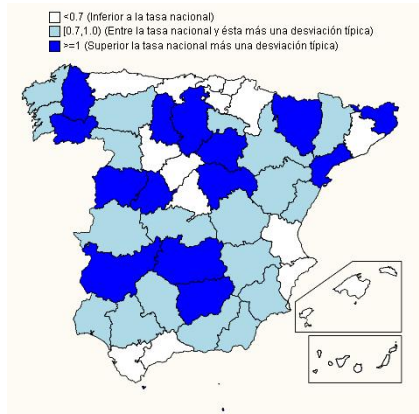 <0.7 (Inferior a la tasa nacional)
[0.7,1.0) (Entre la tasa nacional y ésta más una desviación típica)
>=1 (Superior la tasa nacional más una desviación típica)